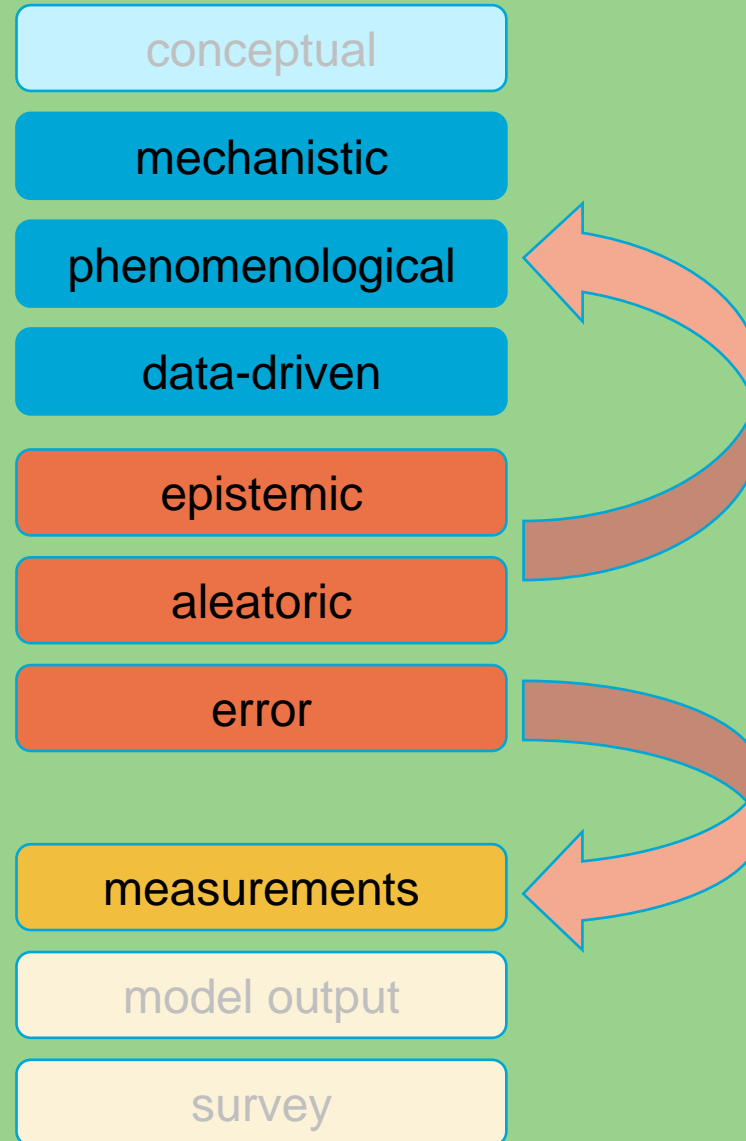 conceptual
mechanistic
phenomenological
data-driven
epistemic
aleatoric
error
measurements
model output
survey